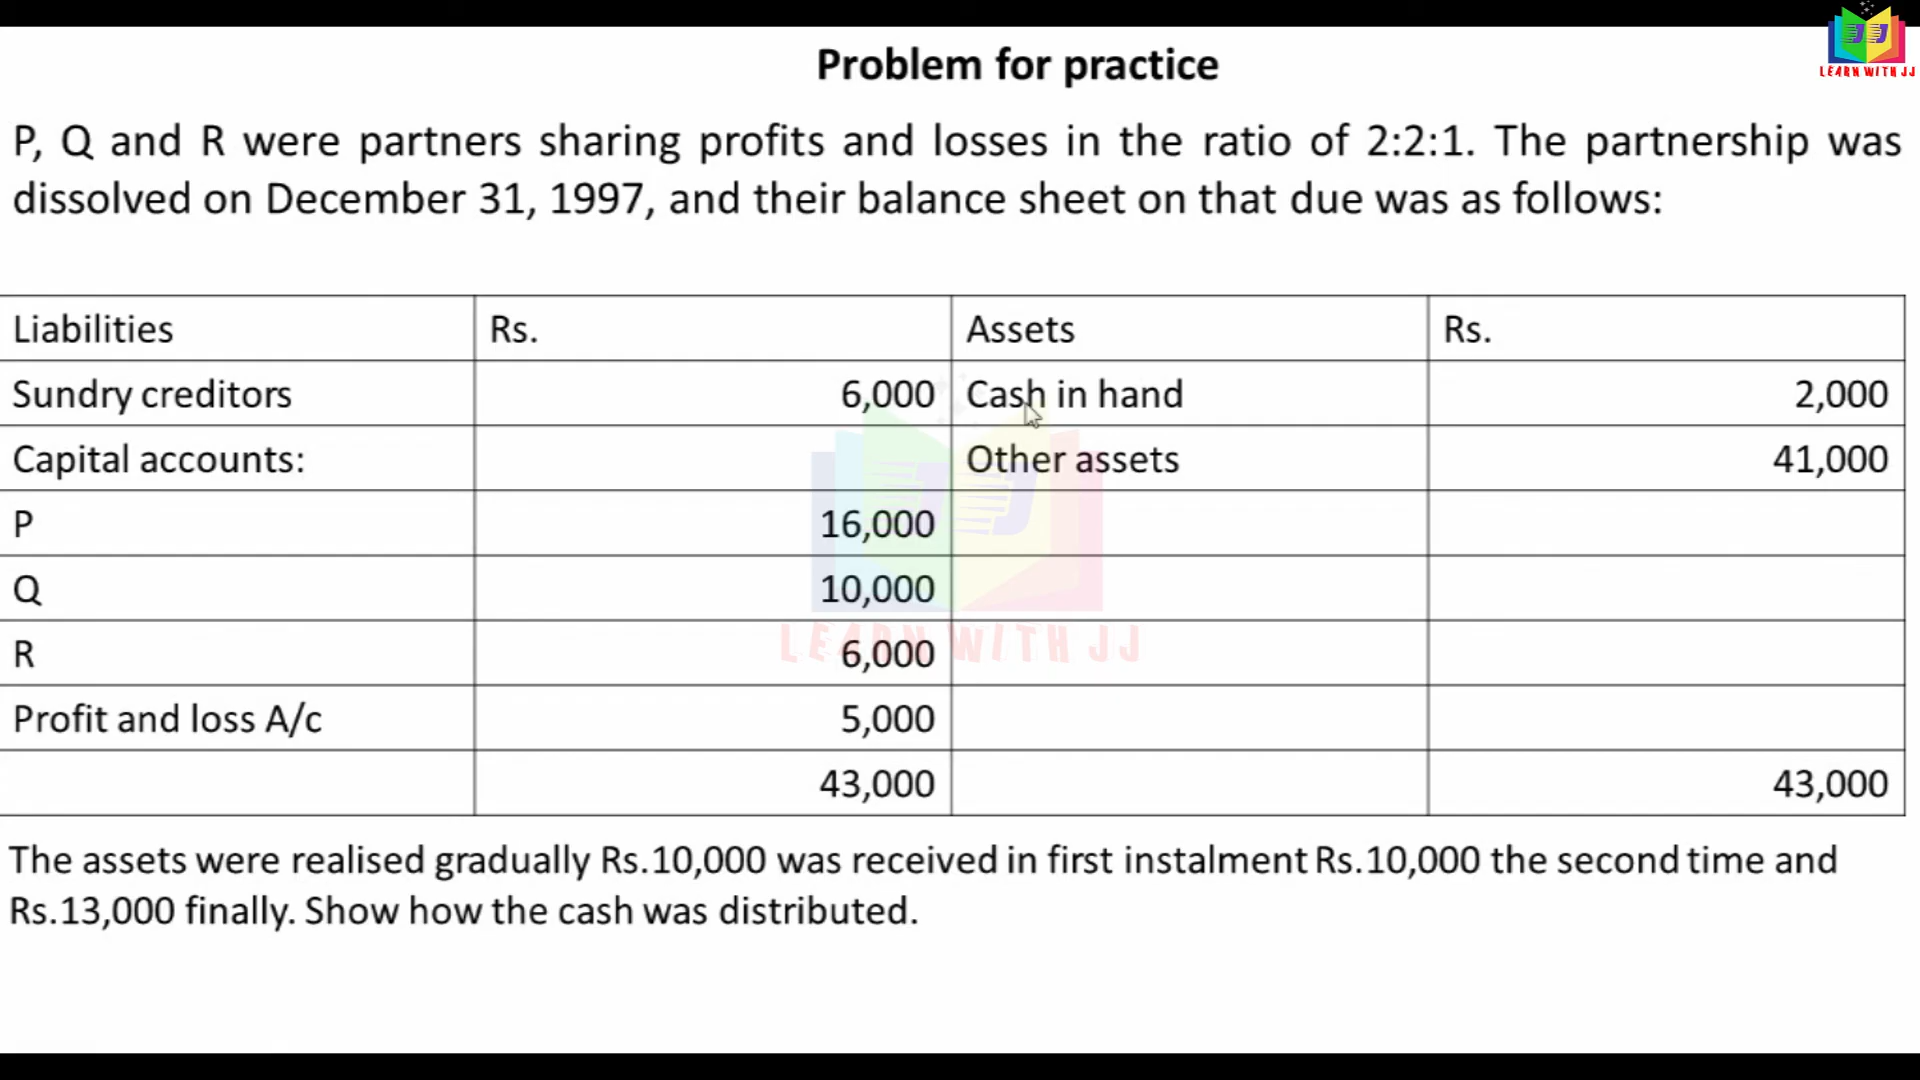 LEARN WITH JJ
Problem for practice
P, Q and R were partners sharing profits and losses in the ratio of 2:2:1. The partnership was
dissolved on December 31, 1997, and their balance sheet on that due was as follows:
Liabilities Rs. Assets Rs.
Sundry creditors 6,000 Cash in hand 2,000
Capital accounts: Other assets 41,000
P 16,000
Q 10,000
R 6,000
LEARN WITH JJ
Profit and loss A/c 5,000
43,000 43,000
The assets were realised gradually Rs.10,000 was received in first instalment Rs.10,000 the second time and
Rs.13,000 finally. Show how the cash was distributed.